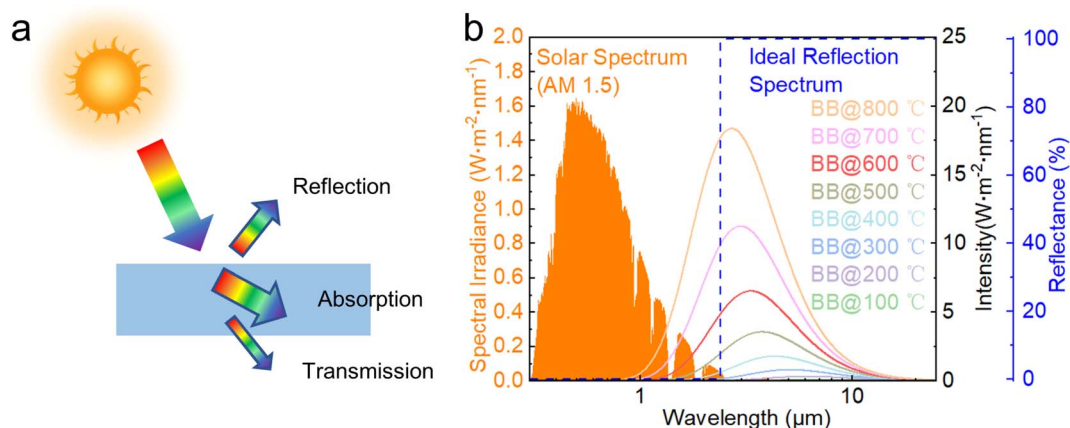 a
Reflection
Absorption
Transmission
b
Solar Spectrum
(AM 1.5)
Ideal Reflection
Spectrum
BB@800 ℃
BB@700 ℃
BB@600 ℃
BB@500 ℃
BB@400 ℃
BB@300 ℃
BB@200 ℃
BB@100 ℃
Spectral Irradiance (W·m⁻²·nm⁻¹)
2.0
1.8
1.6
1.4
1.2
1.0
0.8
0.6
0.4
0.2
0.0
1
10
Wavelength (μm)
25
20
15
10
5
0
Intensity(W·m⁻²·nm⁻¹)
100
80
60
40
20
0
Reflectance (%)